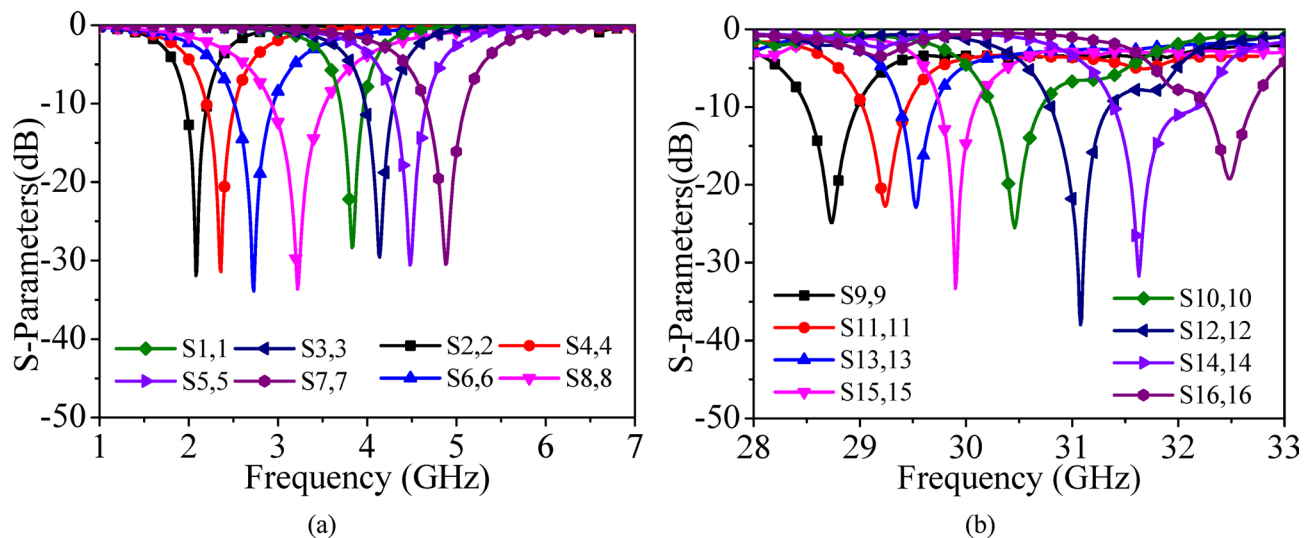 0
-10
-20
-30
-40
-50
S-Parameters(dB)
S1,1 S3,3 S2,2 S4,4
S5,5 S7,7 S6,6 S8,8
1 2 3 4 5 6 7
Frequency (GHz)
(a)
0
-10
-20
-30
-40
-50
S-Parameters(dB)
S9,9 S10,10
S11,11 S12,12
S13,13 S14,14
S15,15 S16,16
28 29 30 31 32 33
Frequency (GHz)
(b)